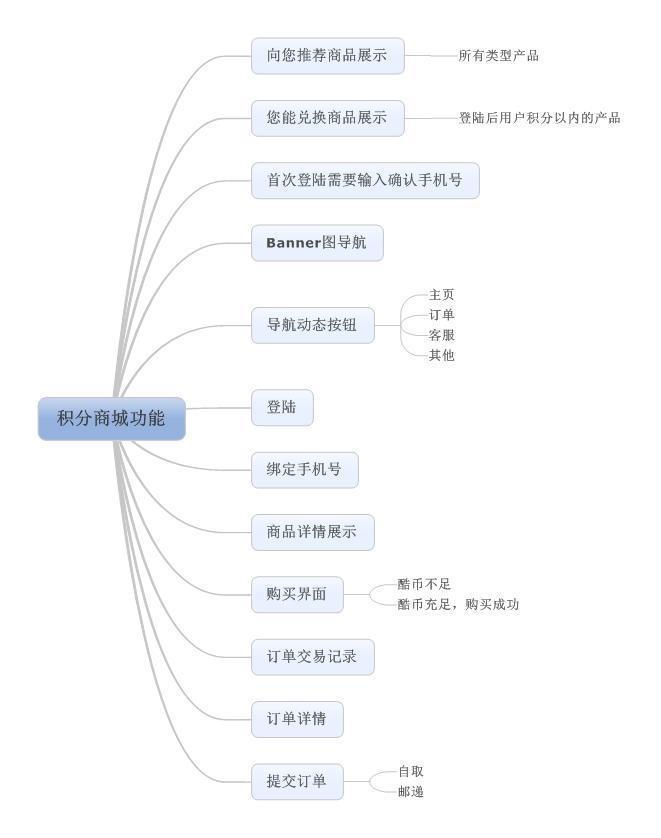 向您推荐商品展示
所有类型产品
您能兑换商品展示
登陆后用户积分以内的产品
首次登陆需要输入确认手机号
Banner图导航
导航动态按钮
主页
订单
客服
其他
积分商城功能
登陆
绑定手机号
商品详情展示
购买界面
酷币不足
酷币充足，购买成功
订单交易记录
订单详情
提交订单
自取
邮递